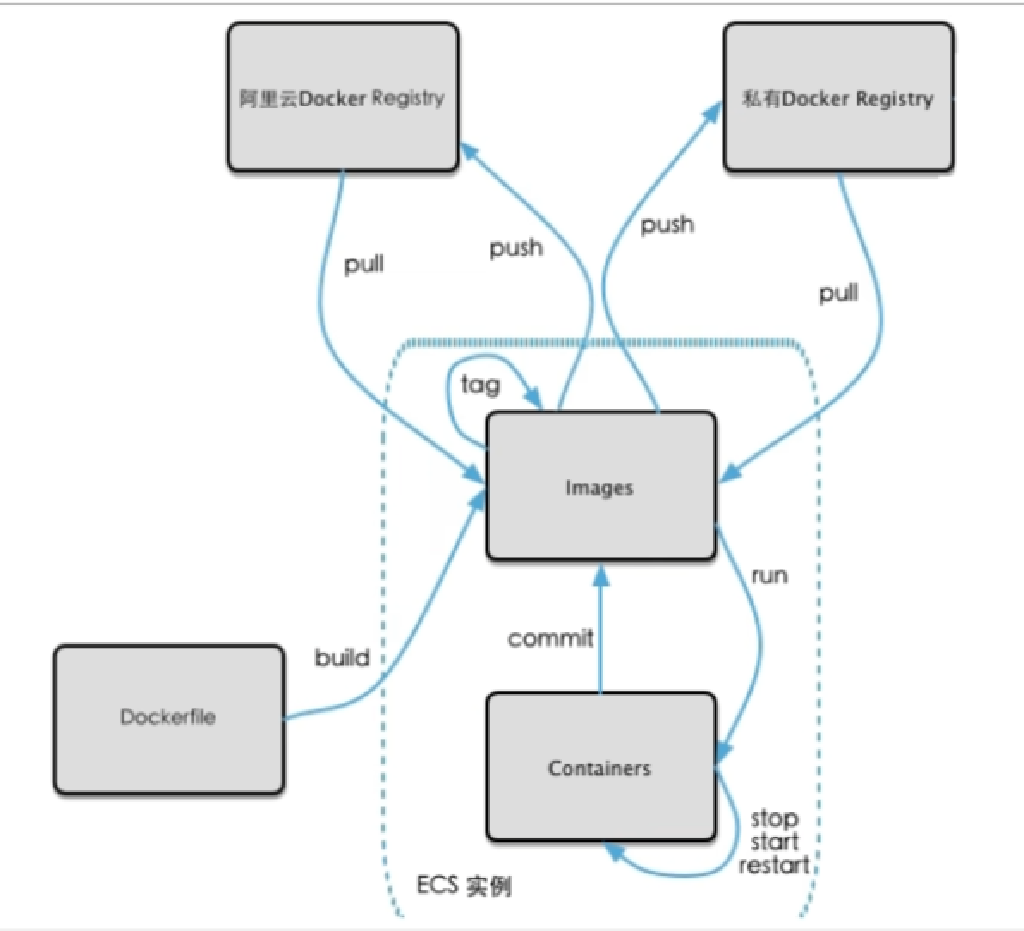 阿里云Docker Registry
私有Docker Registry
push
push
pull
pull
tag
Images
run
commit
build
Dockerfile
Containers
stop
start
restart
ECS 实例